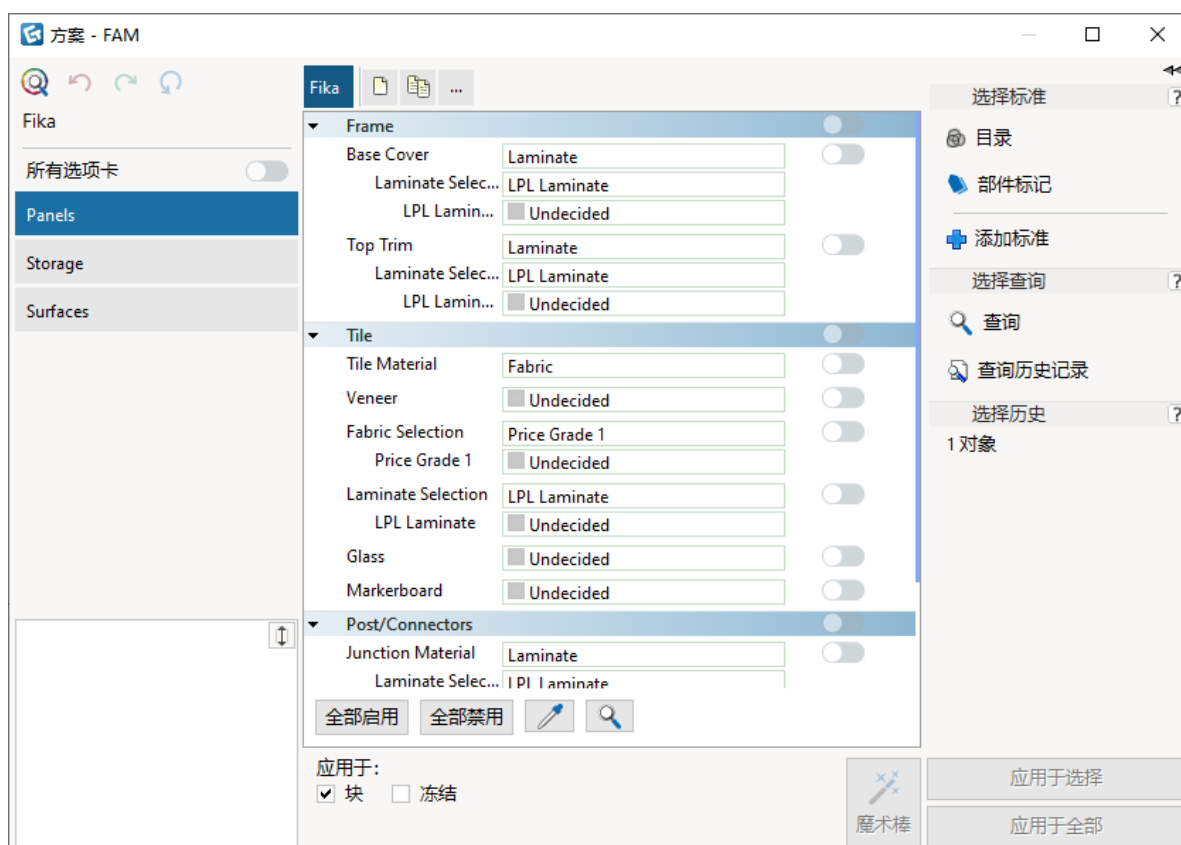 方案 - FAM
Fika
所有选项卡
Panels
Storage
Surfaces
Fika
...
Frame
Base Cover Laminate
Laminate Selec... LPL Laminate
LPL Lamin... Undecided
Top Trim Laminate
Laminate Selec... LPL Laminate
LPL Lamin... Undecided
Tile
Tile Material Fabric
Veneer Undecided
Fabric Selection Price Grade 1
Price Grade 1 Undecided
Laminate Selection LPL Laminate
LPL Laminate Undecided
Glass Undecided
Markerboard Undecided
Post/Connectors
Junction Material Laminate
Laminate Selec... LPL Laminate
全部启用 全部禁用
应用于:
块 冻结
魔术棒
选择标准 ?
目录
部件标记
添加标准
选择查询 ?
查询
查询历史记录
选择历史 ?
1 对象
应用于选择
应用于全部